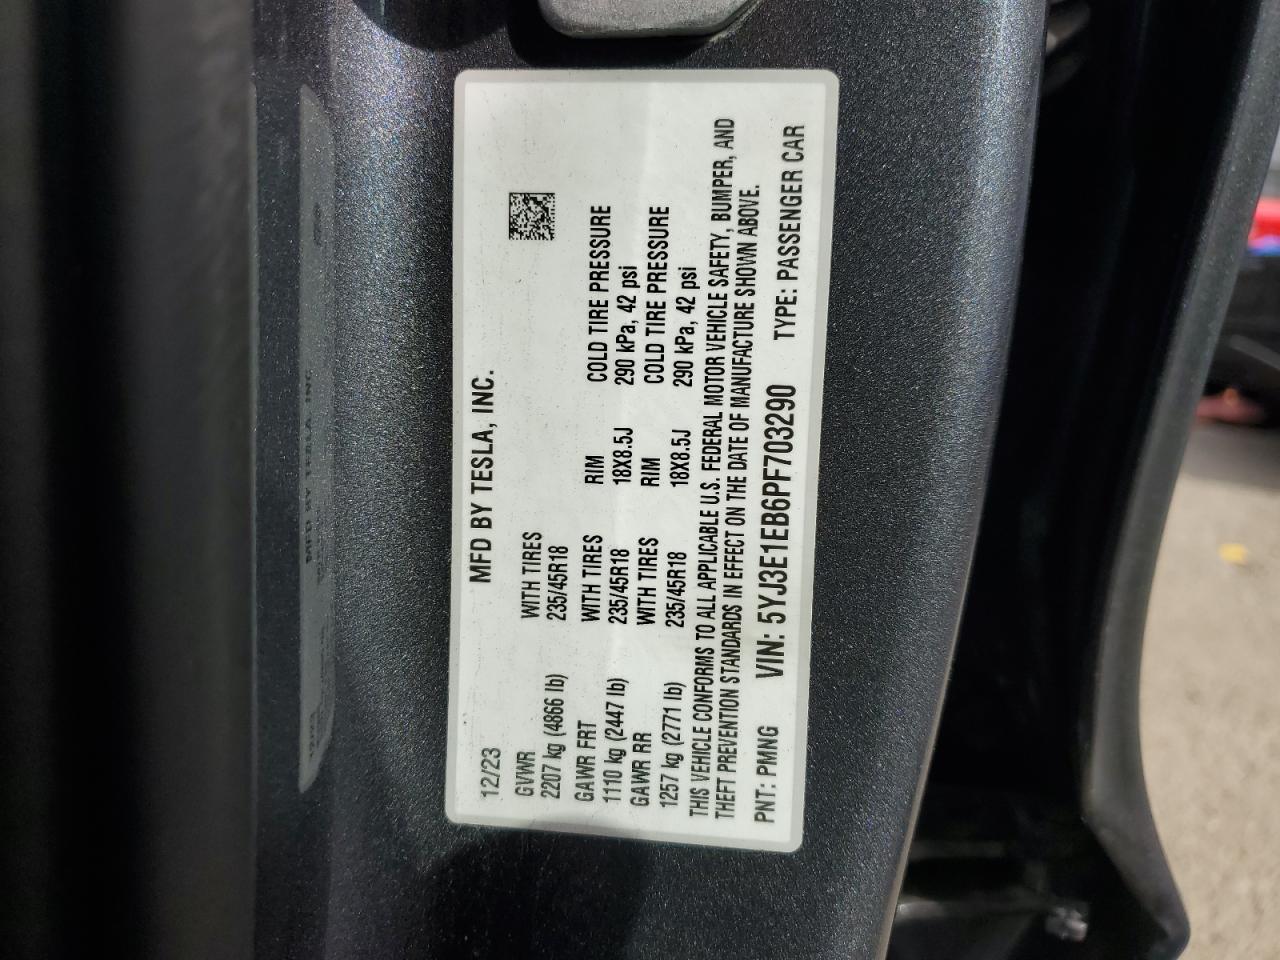 MFD BY TESLA, INC.
12/23
GVWR
2207 kg (4866 lb)
WITH TIRES
235/45R18
GAWR FRT
1110 kg (2447 lb)
WITH TIRES
235/45R18
RIM
18X8.5J
COLD TIRE PRESSURE
290 kPa, 42 psi
GAWR RR
1257 kg (2771 lb)
WITH TIRES
235/45R18
RIM
18X8.5J
COLD TIRE PRESSURE
290 kPa, 42 psi
THIS VEHICLE CONFORMS TO ALL APPLICABLE U.S. FEDERAL MOTOR VEHICLE SAFETY, BUMPER, AND
THEFT PREVENTION STANDARDS IN EFFECT ON THE DATE OF MANUFACTURE SHOWN ABOVE.
PNT: PMNG VIN: 5YJ3E1EB6PF703290 TYPE: PASSENGER CAR